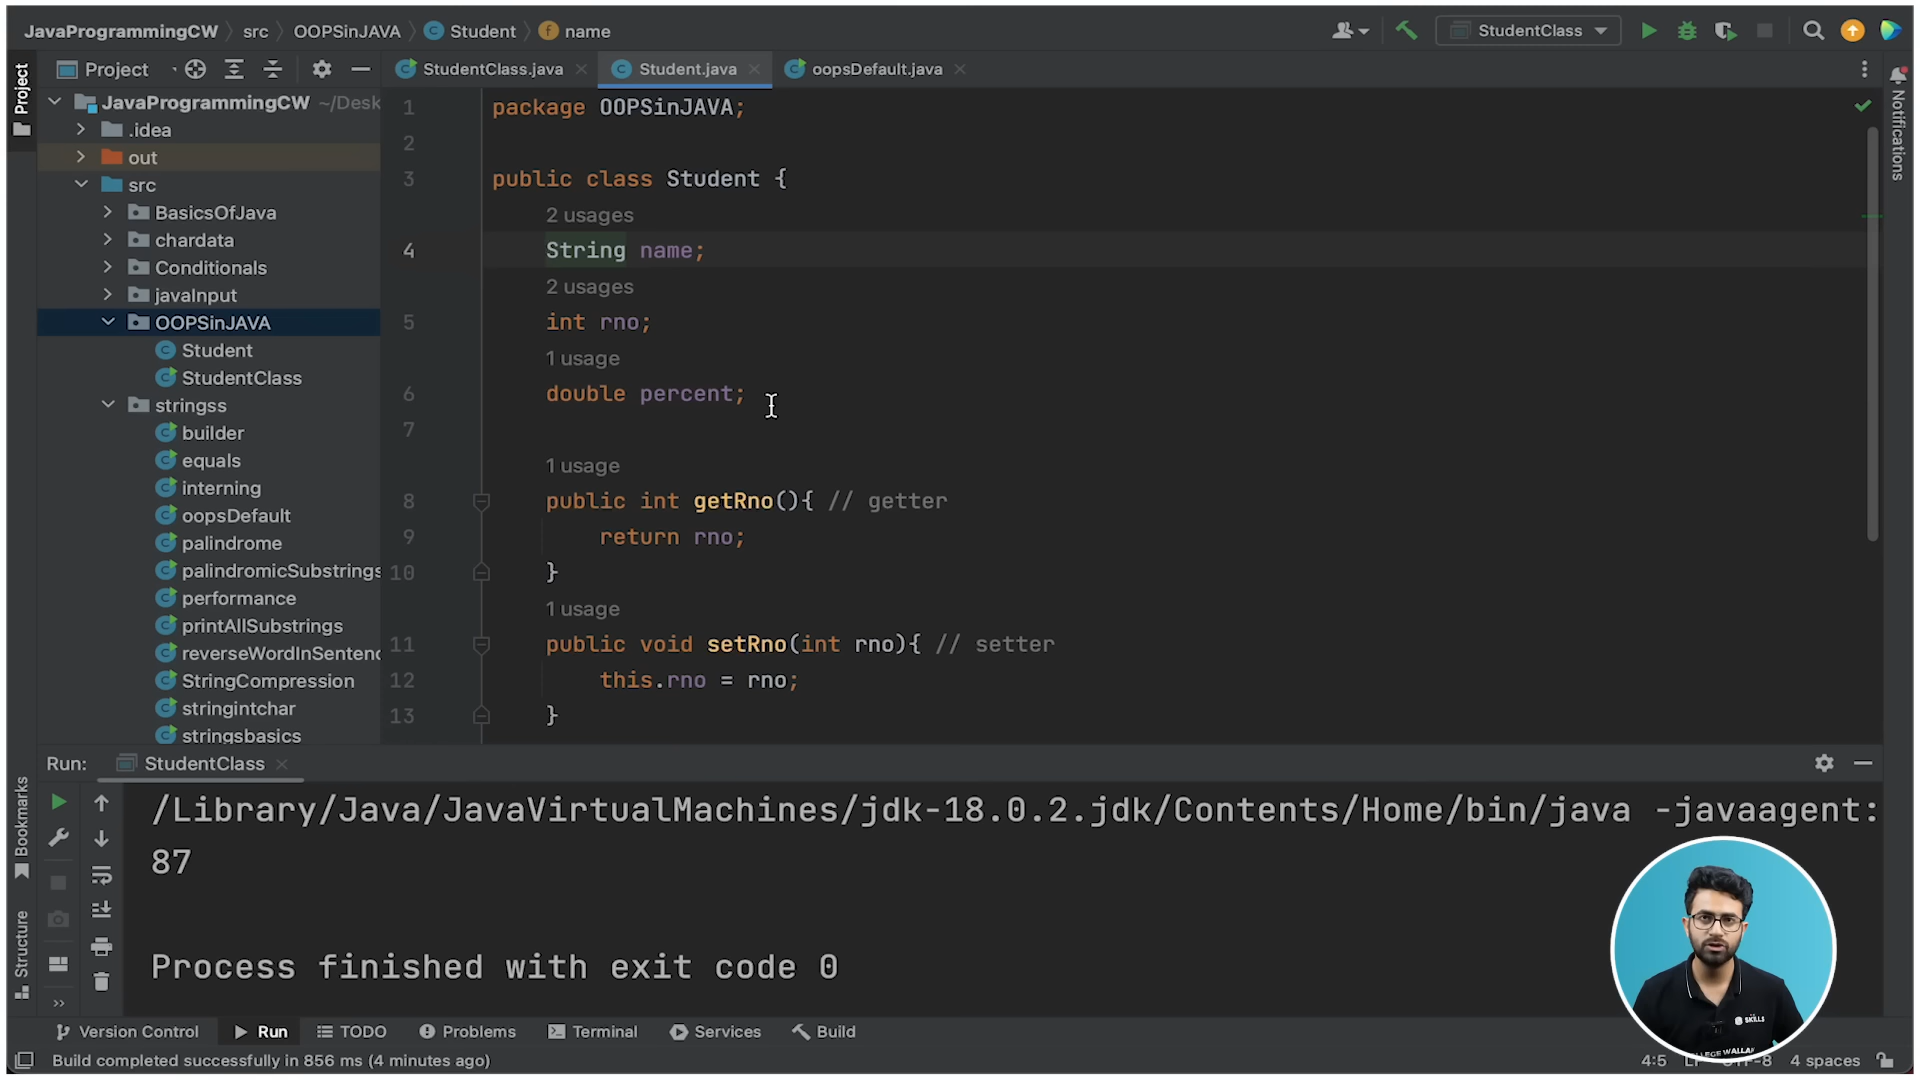 JavaProgrammingCW src OOPSinJAVA Student name
StudentClass
Project
Project
StudentClass.java
Student.java
oopsDefault.java
Notifications
JavaProgrammingCW ~/Desk
.idea
out
src
BasicsOfJava
chardata
Conditionals
javaInput
OOPSinJAVA
Student
StudentClass
stringss
builder
equals
interning
oopsDefault
palindrome
palindromicSubstrings
performance
printAllSubstrings
reverseWordInSentenc
StringCompression
stringintchar
stringsbasics
1 package OOPSinJAVA;
2
3 public class Student {
2 usages
4 String name;
2 usages
5 int rno;
1 usage
6 double percent;
7
1 usage
8 public int getRno(){ // getter
9 return rno;
10 }
1 usage
11 public void setRno(int rno){ // setter
12 this.rno = rno;
13 }
Run: StudentClass
Bookmarks
Structure
/Library/Java/JavaVirtualMachines/jdk-18.0.2.jdk/Contents/Home/bin/java -javaagent:
87
Process finished with exit code 0
SKILLS
Version Control Run TODO Problems Terminal Services Build
Build completed successfully in 856 ms (4 minutes ago)
4:5 4 spaces